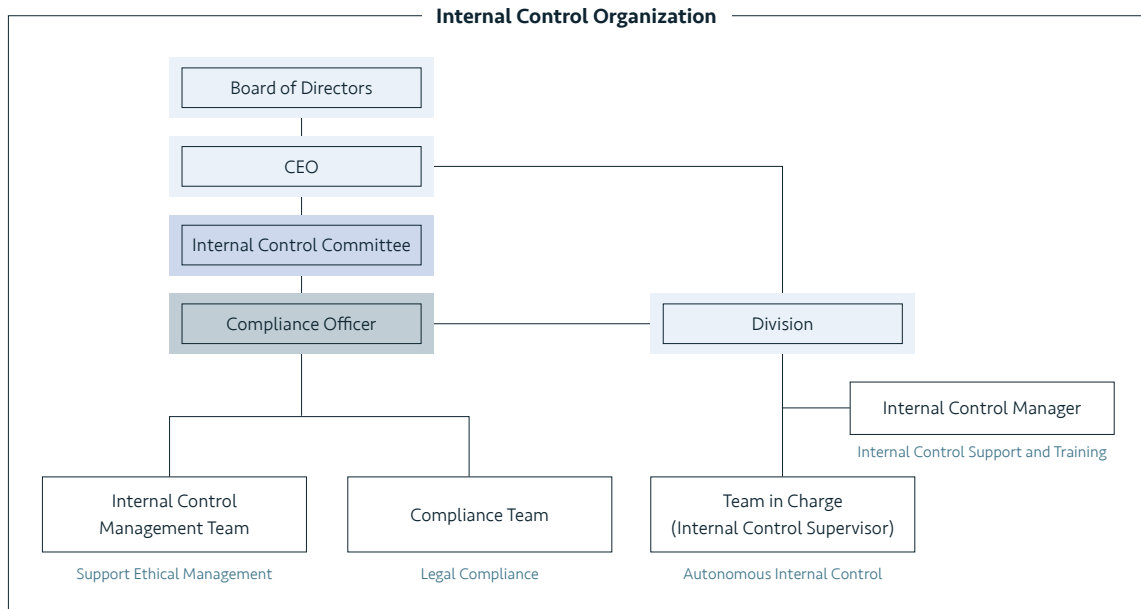 Internal Control Organization
Board of Directors
CEO
Internal Control Committee
Compliance Officer
Division
Internal Control Manager
Internal Control Support and Training
Internal Control
Management Team
Support Ethical Management
Compliance Team
Legal Compliance
Team in Charge
(Internal Control Supervisor)
Autonomous Internal Control